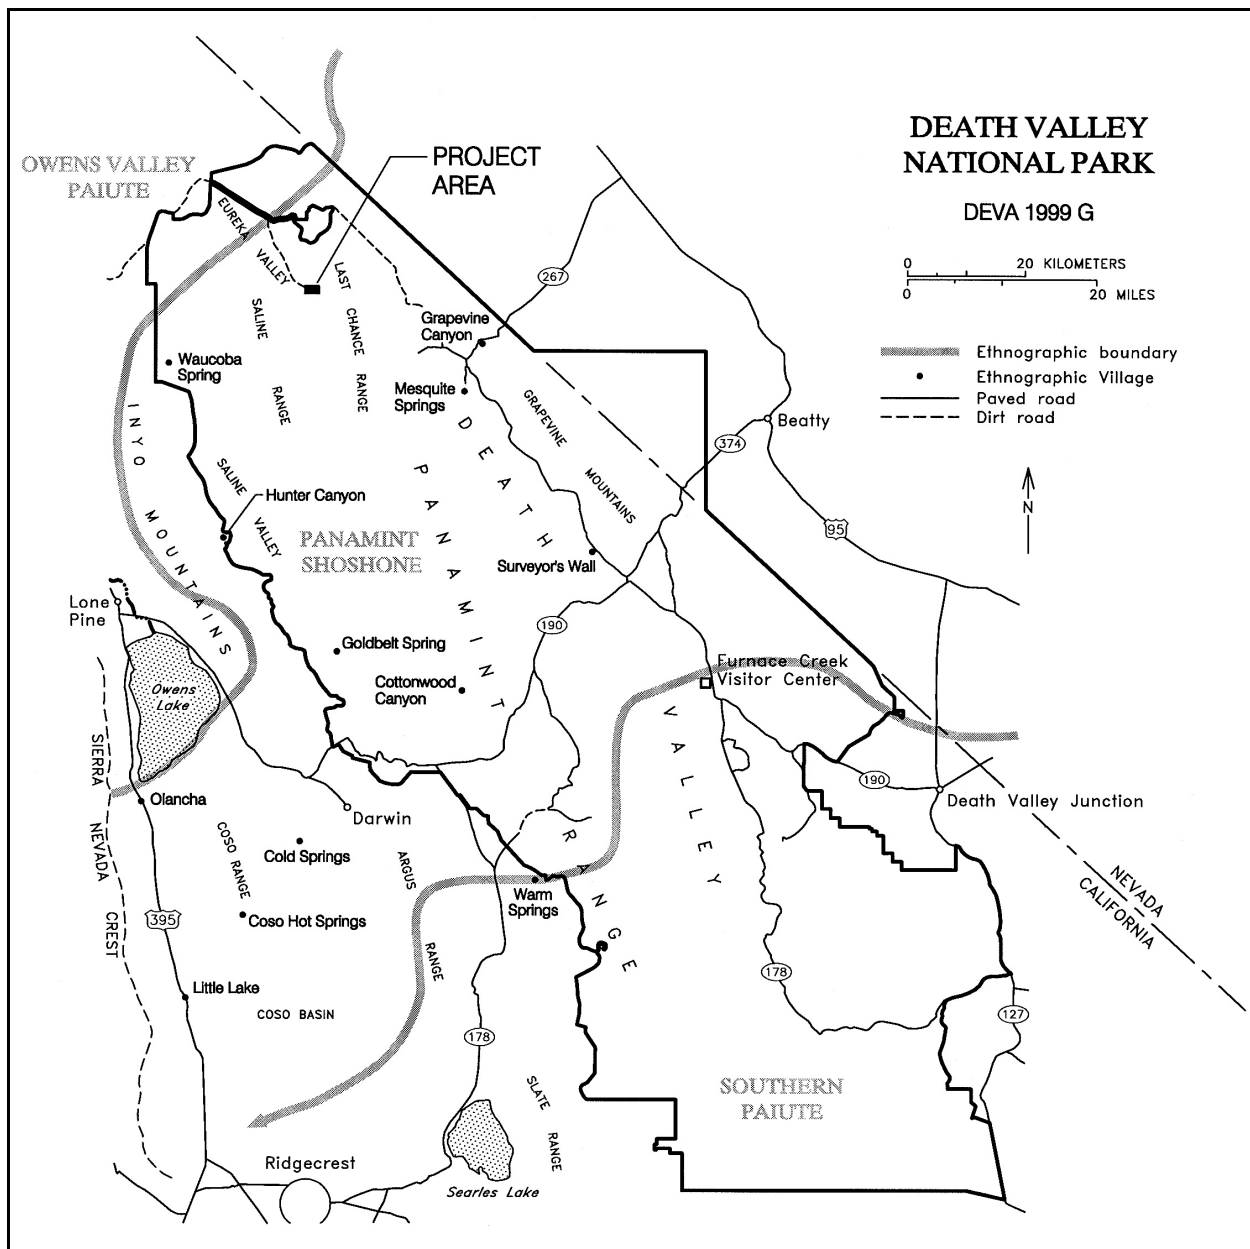 DEATH VALLEY
NATIONAL PARK
DEVA 1999 G
0 20 KILOMETERS
0 20 MILES
Ethnographic boundary
Ethnographic Village
Paved road
Dirt road
N
OWENS VALLEY
PAIUTE
PROJECT
AREA
EUREKA
VALLEY
LAST
CHANCE
RANGE
SALINE
RANGE
267
Grapevine
Canyon
Waucoba
Spring
Mesquite
Springs
GRAPEVINE
MOUNTAINS
Beatty
374
95
INYO MOUNTAINS
SALINE
VALLEY
Hunter Canyon
PANAMINT
SHOSHONE
DEATH
VALLEY
PANAMINT
RANGE
Surveyor's Wall
Lone
Pine
190
Goldbelt Spring
Cottonwood
Canyon
Furnace Creek
Visitor Center
Owens
Lake
SIERRA
NEVADA
CREST
Olancha
Darwin
190
Death Valley Junction
Cold Springs
COSO RANGE
ARGUS
RANGE
Warm
Springs
NEVADA
CALIFORNIA
395
Coso Hot Springs
Little Lake
COSO BASIN
178
178
127
SLATE
RANGE
SOUTHERN
PAIUTE
Ridgecrest
Searles Lake